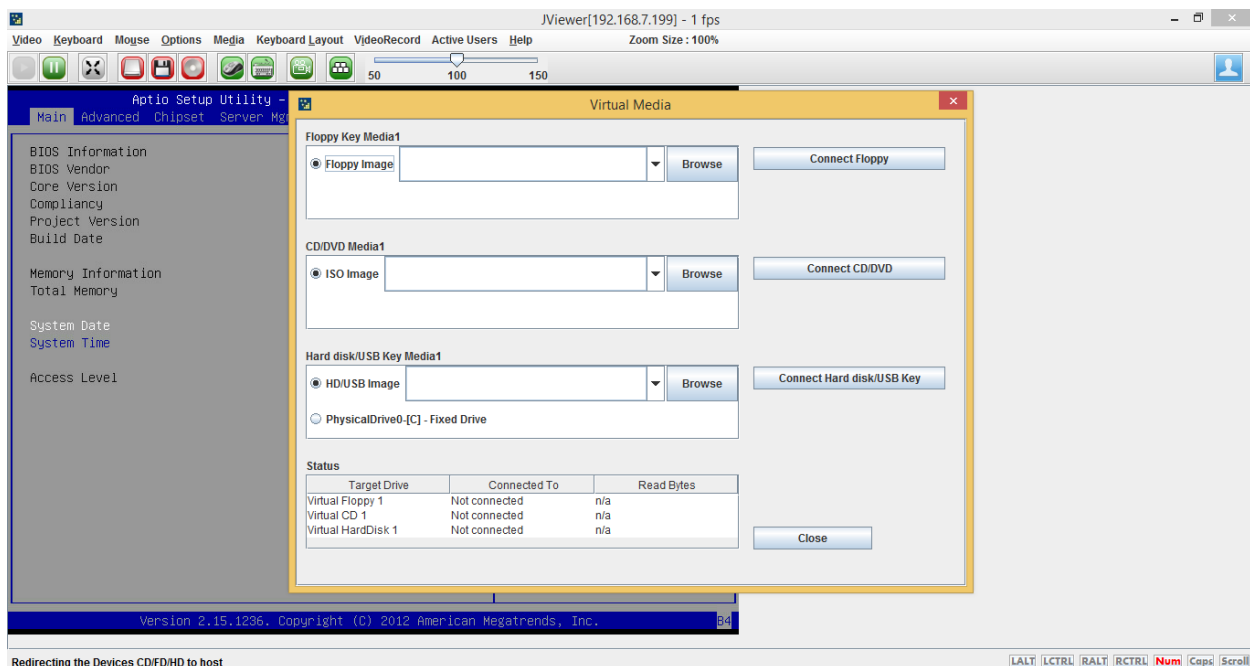 JViewer[192.168.7.199] - 1 fps
Video Keyboard Mouse Options Media Keyboard Layout VideoRecord Active Users Help Zoom Size : 100%
50 100 150
Aptio Setup Utility -
Main Advanced Chipset Server Mg
Virtual Media
BIOS Information
BIOS Vendor
Core Version
Compliancy
Project Version
Build Date
Memory Information
Total Memory
System Date
System Time
Access Level
Floppy Key Media1
Floppy Image Browse Connect Floppy
CD/DVD Media1
ISO Image Browse Connect CD/DVD
Hard disk/USB Key Media1
HD/USB Image Browse Connect Hard disk/USB Key
PhysicalDrive0-[C] - Fixed Drive
Status
Target Drive Connected To Read Bytes
Virtual Floppy 1 Not connected n/a
Virtual CD 1 Not connected n/a
Virtual HardDisk 1 Not connected n/a
Close
Version 2.15.1236. Copyright (C) 2012 American Megatrends, Inc.
B4
Redirecting the Devices CD/FD/HD to host
LALT LCTRL RALT RCTRL Num Caps Scroll